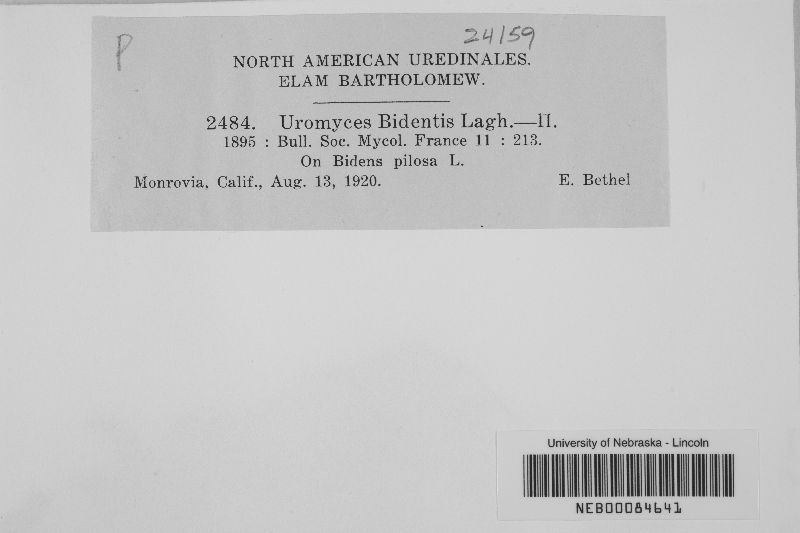 P
24159
NORTH AMERICAN UREDINALES.
ELAM BARTHOLOMEW.
2484. Uromyces Bidentis Lagh.—II.
1895 : Bull. Soc. Mycol. France 11 : 213.
On Bidens pilosa L.
Monrovia, Calif., Aug. 13, 1920. E. Bethel
University of Nebraska - Lincoln
NEB00084641